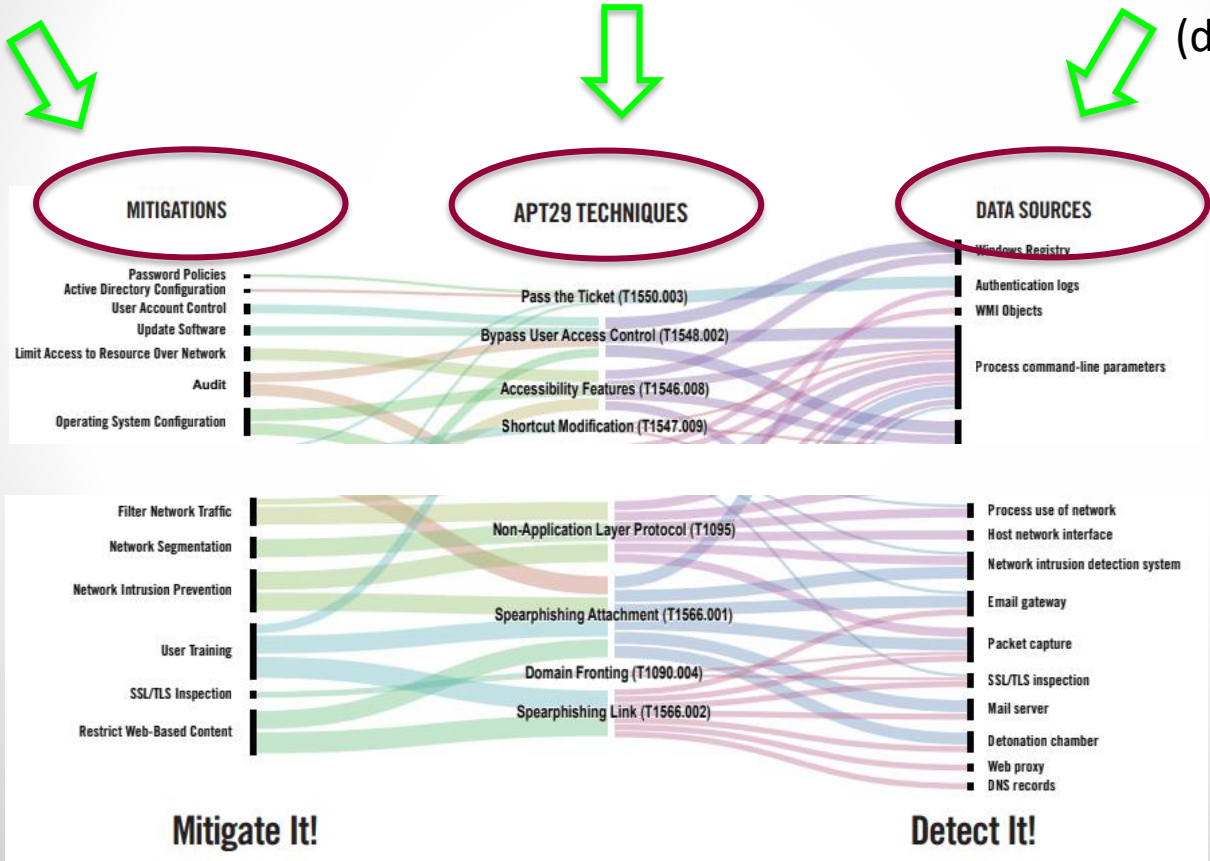 (d
MITIGATIONS
APT29 TECHNIQUES
DATA SOURCES
Password Policies
Active Directory Configuration
User Account Control
Update Software
Limit Access to Resource Over Network
Audit
Operating System Configuration
Pass the Ticket (T1550.003)
Bypass User Access Control (T1548.002)
Accessibility Features (T1546.008)
Shortcut Modification (T1547.009)
Windows Registry
Authentication logs
WMI Objects
Process command-line parameters
Filter Network Traffic
Network Segmentation
Network Intrusion Prevention
User Training
SSL/TLS Inspection
Restrict Web-Based Content
Non-Application Layer Protocol (T1095)
Spearphishing Attachment (T1566.001)
Domain Fronting (T1090.004)
Spearphishing Link (T1566.002)
Process use of network
Host network interface
Network intrusion detection system
Email gateway
Packet capture
SSL/TLS inspection
Mail server
Detonation chamber
Web proxy
DNS records
Mitigate It!
Detect It!